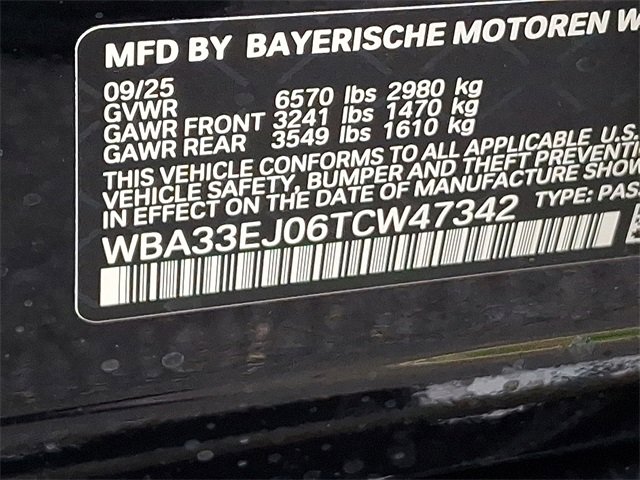 MFD BY BAYERISCHE MOTOREN W
09/25
GVWR 6570 lbs 2980 kg
GAWR FRONT 3241 lbs 1470 kg
GAWR REAR 3549 lbs 1610 kg
THIS VEHICLE CONFORMS TO ALL APPLICABLE U.S.
VEHICLE SAFETY, BUMPER AND THEFT PREVENTI
IN EFFECT ON THE DATE OF MANUFACTURE SHOW
WBA33EJ06TCW47342 TYPE: PAS